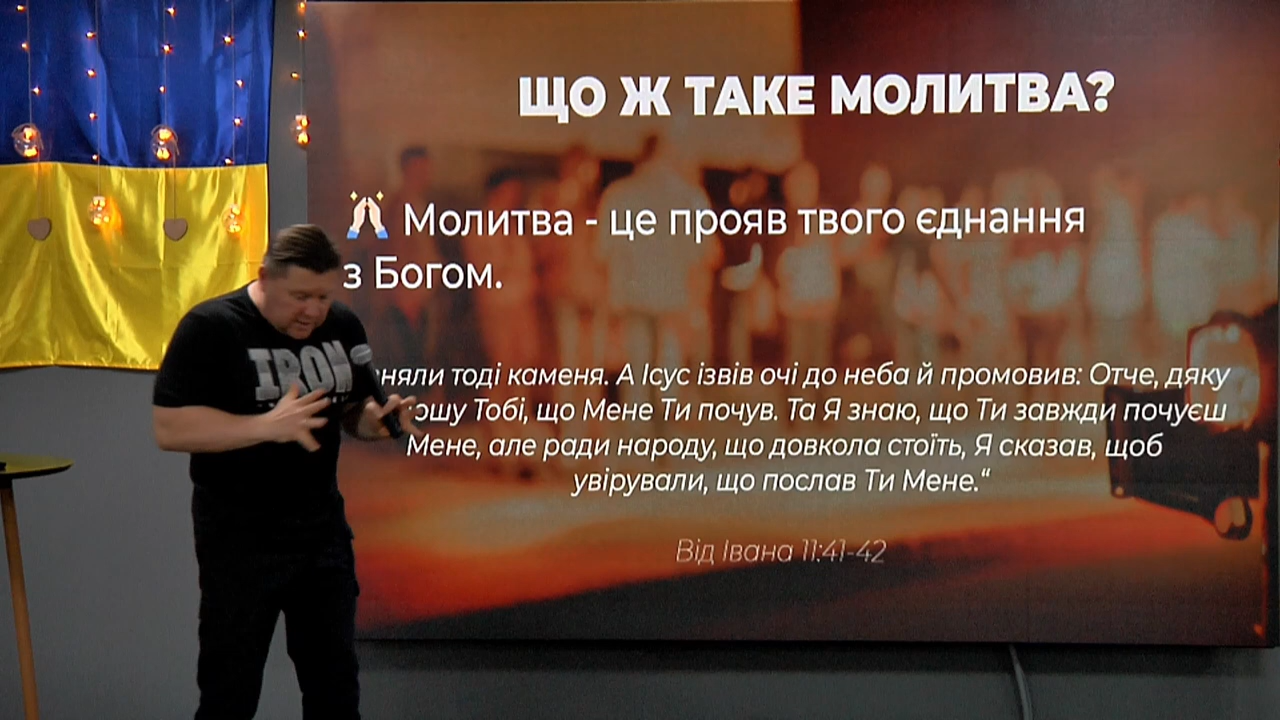 ЩО Ж ТАКЕ МОЛИТВА?
Молитва - це прояв твого єднання
з Богом.
тоді каменя. А Ісус ізвів очі до неба й промовив: Отче, дяку
Тобі, що Мене Ти почув. Та Я знаю, що Ти завжди почуєш
Мене, але ради народу, що довкола стоїть, Я сказав, щоб
увірували, що послав Ти Мене.“
Від Івана 11:41-42
IRON